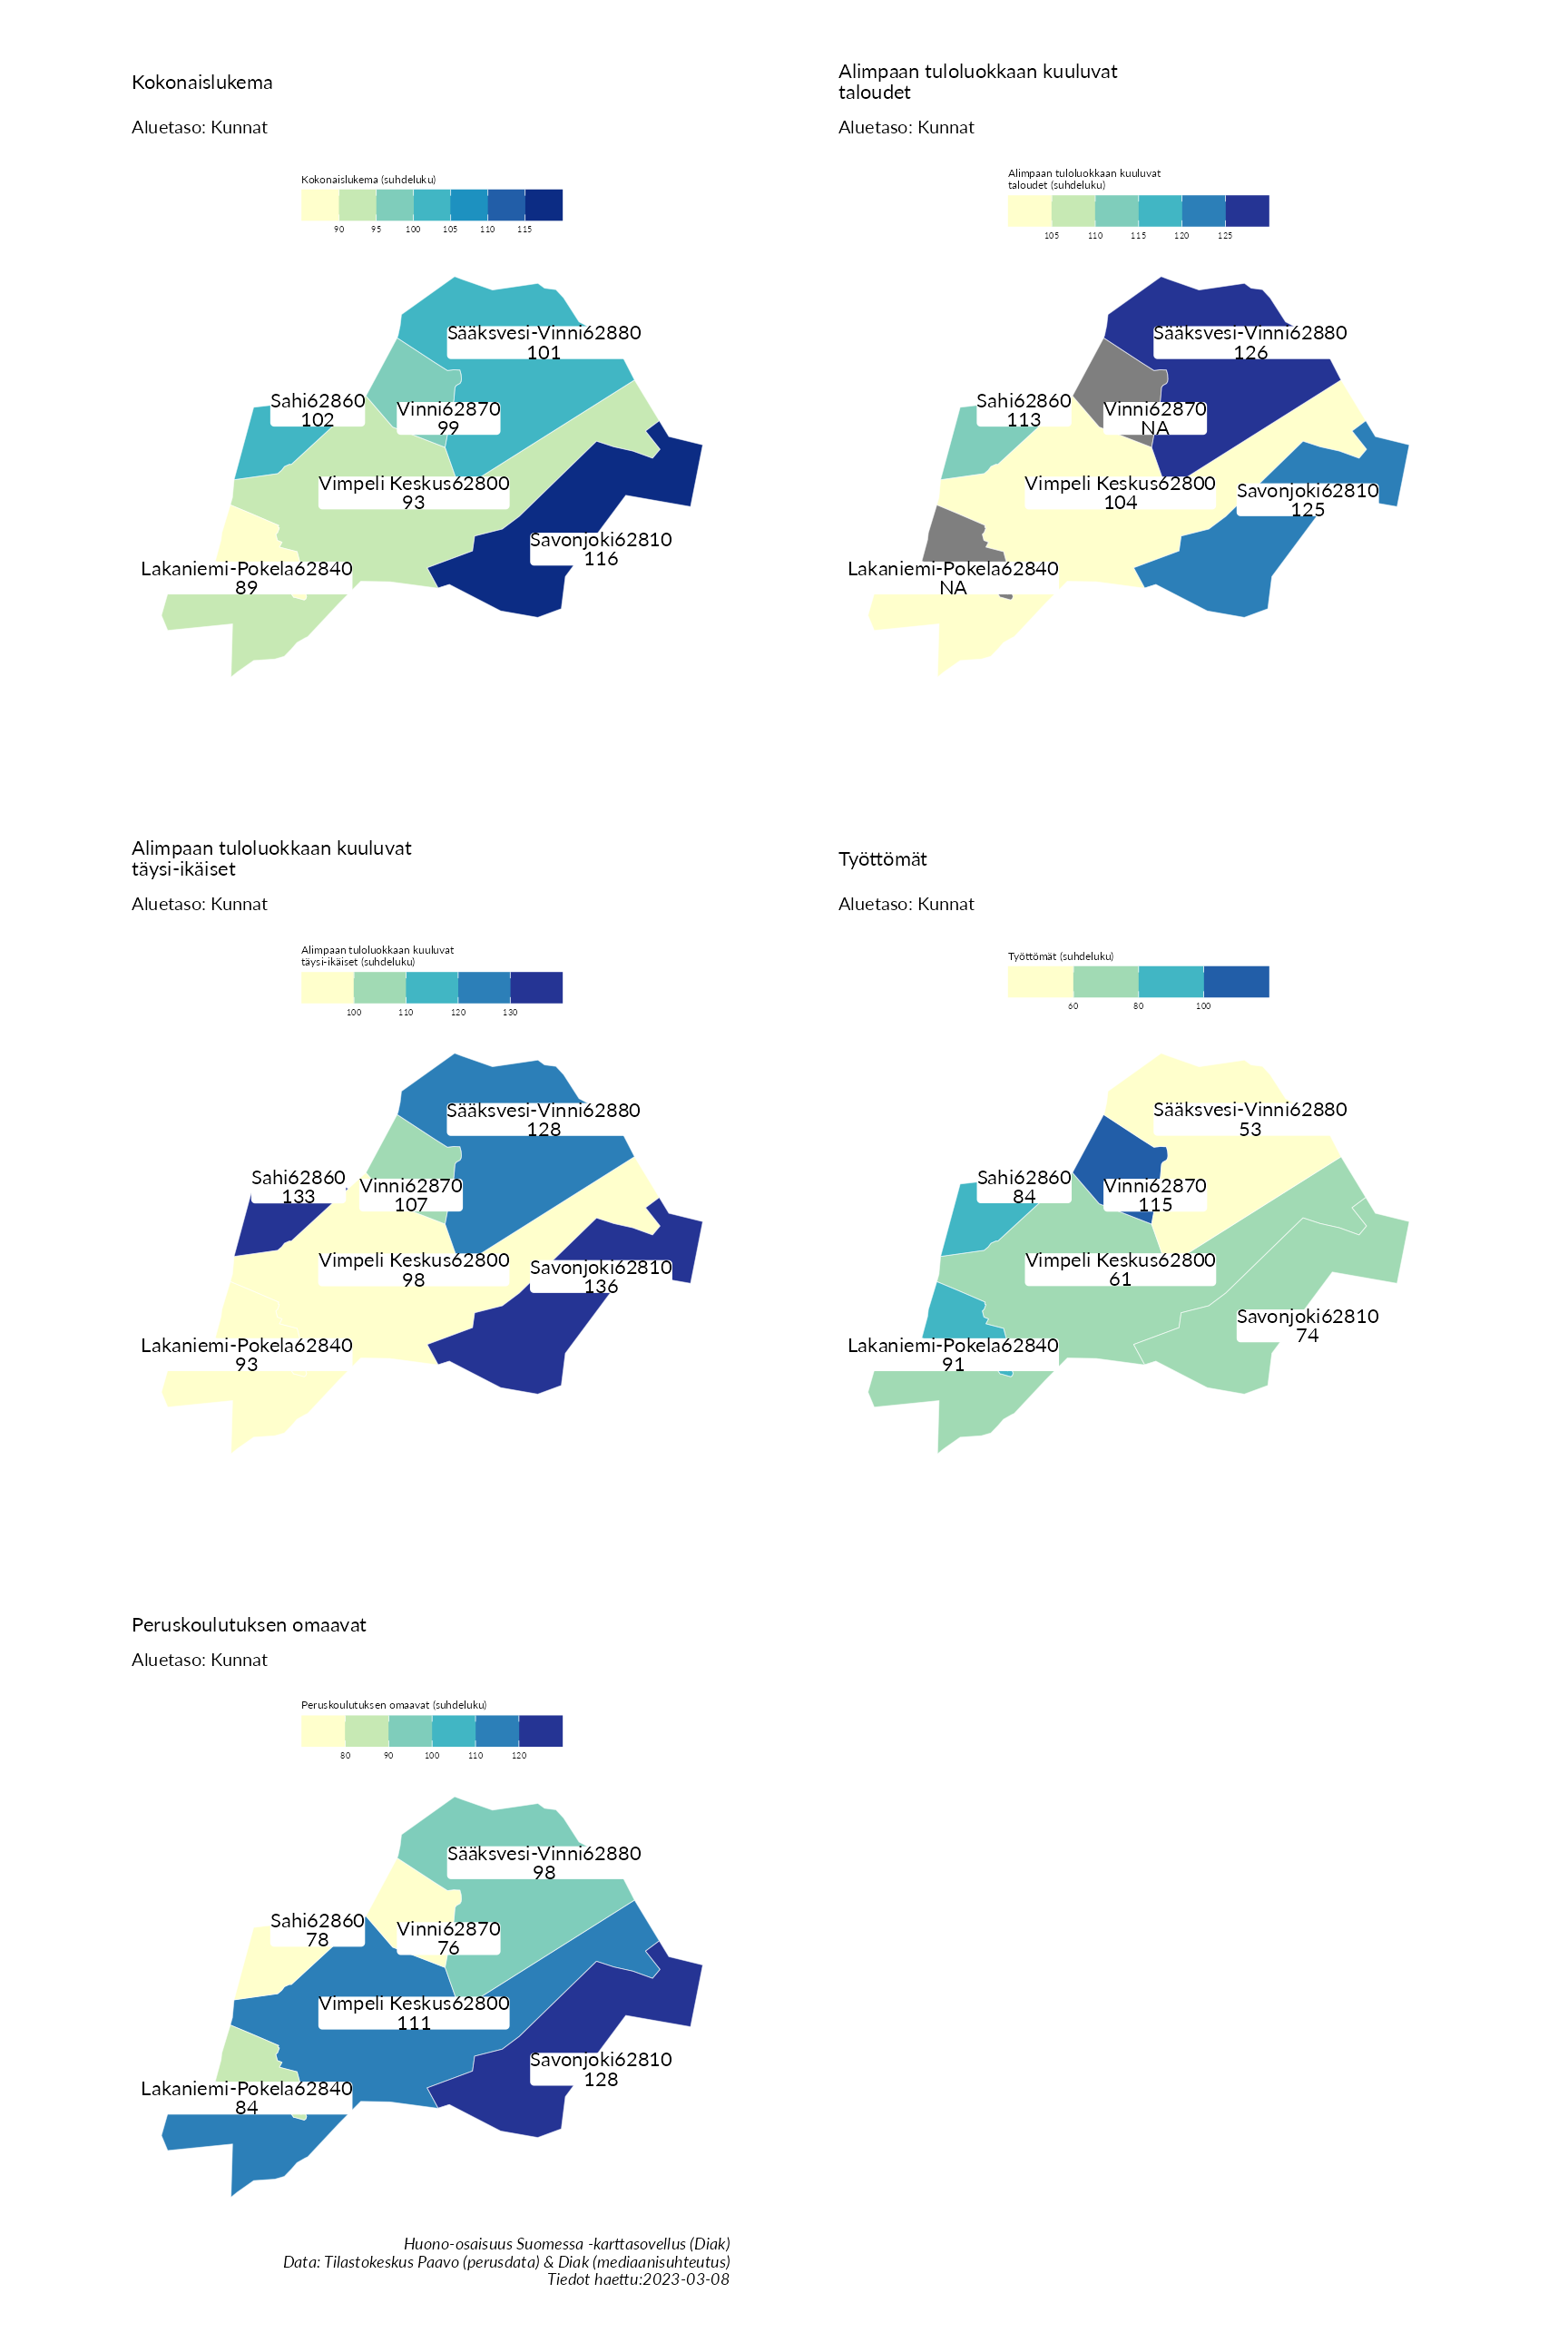 Kokonaislukema
Aluetaso: Kunnat
Kokonaislukema (suhdeluku)
90 95 100 105 110 115
Sääksvesi-Vinni62880
101
Sahi62860
102
Vinni62870
99
Vimpeli Keskus62800
93
Savonjoki62810
116
Lakaniemi-Pokela62840
89
Alimpaan tuloluokkaan kuuluvat
taloudet
Aluetaso: Kunnat
Alimpaan tuloluokkaan kuuluvat
taloudet (suhdeluku)
105 110 115 120 125
Sääksvesi-Vinni62880
126
Sahi62860
113
Vinni62870
NA
Vimpeli Keskus62800
104
Savonjoki62810
125
Lakaniemi-Pokela62840
NA
Alimpaan tuloluokkaan kuuluvat
täysi-ikäiset
Aluetaso: Kunnat
Alimpaan tuloluokkaan kuuluvat
täysi-ikäiset (suhdeluku)
100 110 120 130
Sääksvesi-Vinni62880
128
Sahi62860
133
Vinni62870
107
Vimpeli Keskus62800
98
Savonjoki62810
136
Lakaniemi-Pokela62840
93
Työttömät
Aluetaso: Kunnat
Työttömät (suhdeluku)
60 80 100
Sääksvesi-Vinni62880
53
Sahi62860
84
Vinni62870
115
Vimpeli Keskus62800
61
Savonjoki62810
74
Lakaniemi-Pokela62840
91
Peruskoulutuksen omaavat
Aluetaso: Kunnat
Peruskoulutuksen omaavat (suhdeluku)
80 90 100 110 120
Sääksvesi-Vinni62880
98
Sahi62860
78
Vinni62870
76
Vimpeli Keskus62800
111
Savonjoki62810
128
Lakaniemi-Pokela62840
84
Huono-osaisuus Suomessa -karttasovellus (Diak)
Data: Tilastokeskus Paavo (perusdata) & Diak (mediaanisuhteutus)
Tiedot haettu:2023-03-08